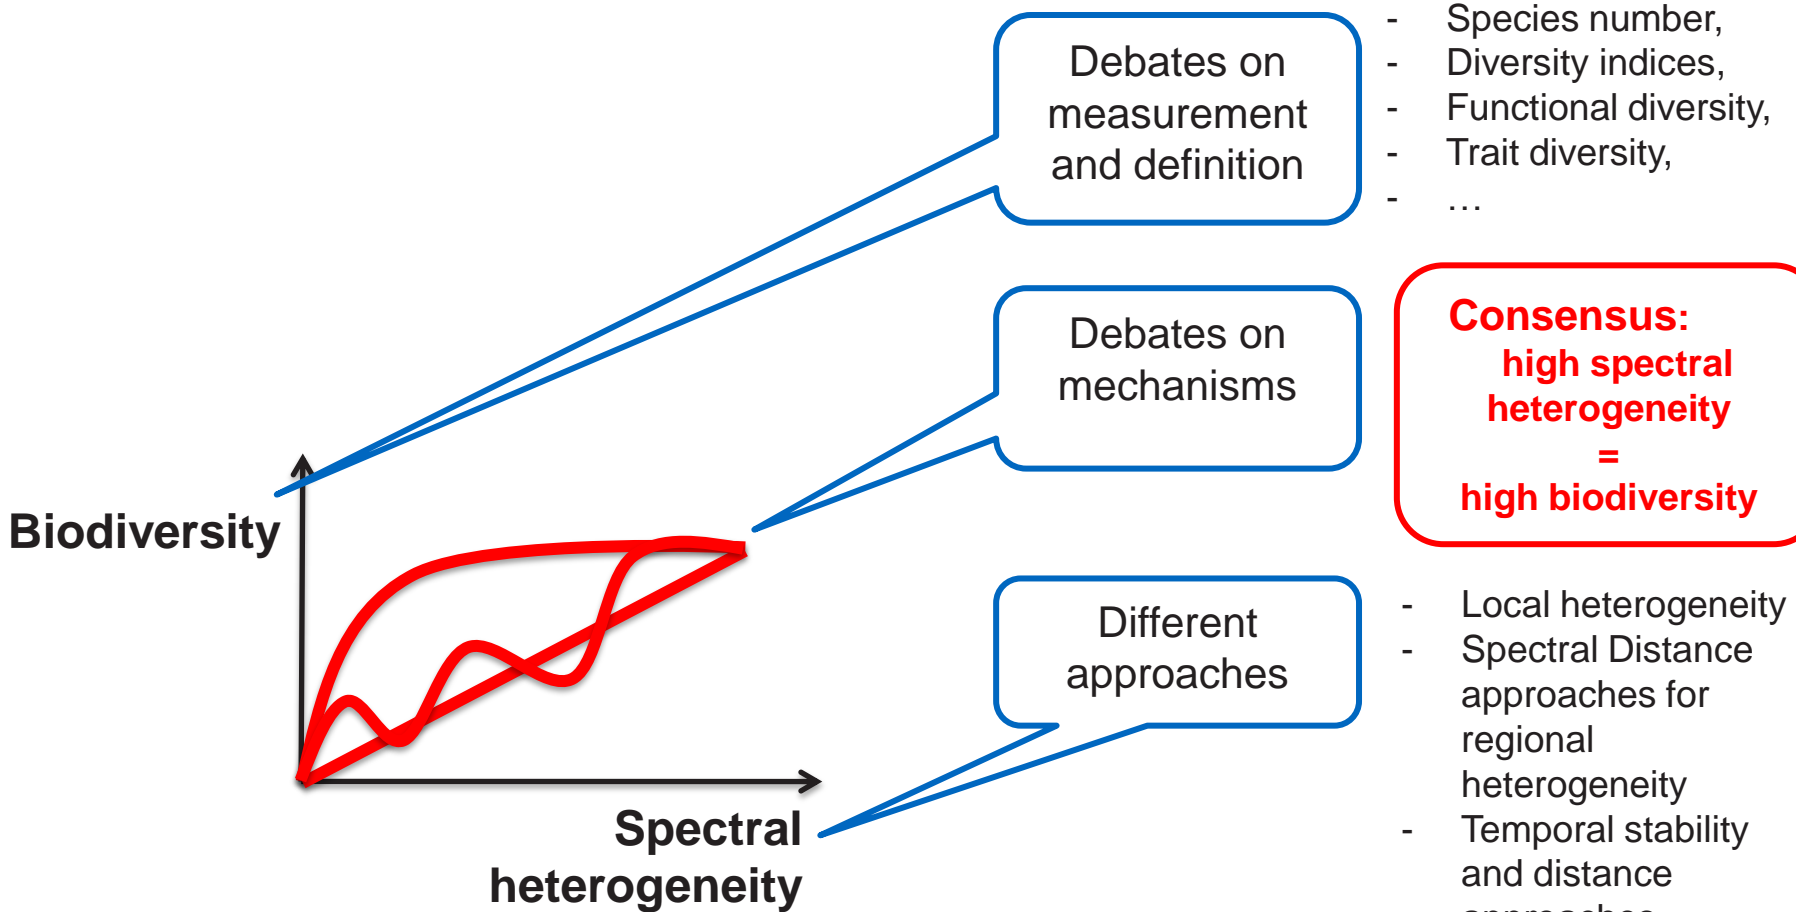 Debates on
measurement
and definition
- Species number,
- Diversity indices,
- Functional diversity,
- Trait diversity,
- …
Debates on
mechanisms
Consensus:
high spectral
heterogeneity
=
high biodiversity
Biodiversity
Different
approaches
- Local heterogeneity
- Spectral Distance
approaches for
regional
heterogeneity
- Temporal stability
and distance
approaches
Spectral
heterogeneity